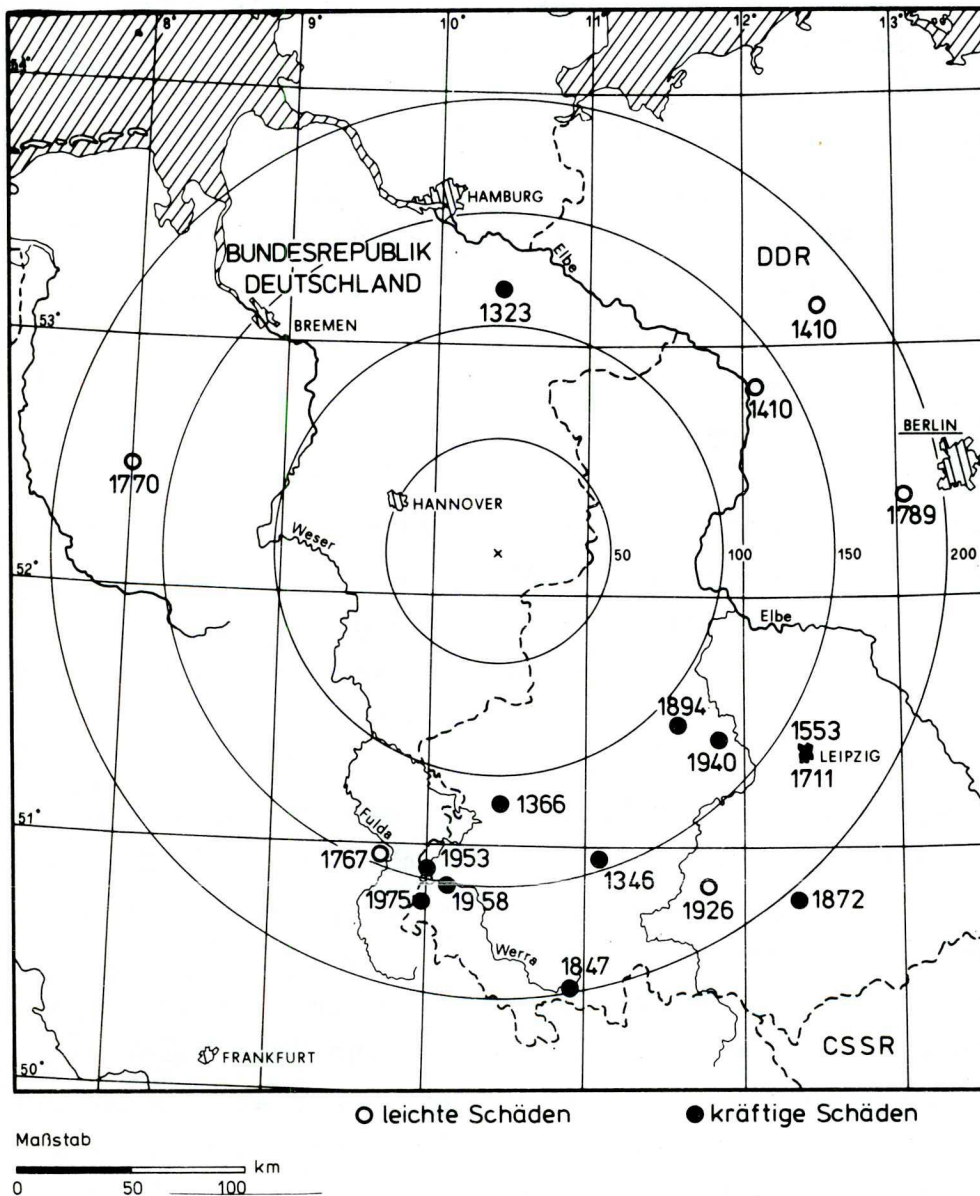 8°
9°
10°
11°
12°
13°
54°
HAMBURG
BUNDESREPUBLIK
DEUTSCHLAND
Elbe
DDR
1323
1410
BREMEN
53°
1410
BERLIN
1770
1789
HANNOVER
Weser
50
100
150
200
52°
Elbe
1894
1940
1553
LEIPZIG
1711
1366
51°
Fulda
1767
1953
1346
1975
1958
1926
1872
Werra
1847
CSSR
FRANKFURT
50°
leichte Schäden
kräftige Schäden
Maßstab
km
0
50
100